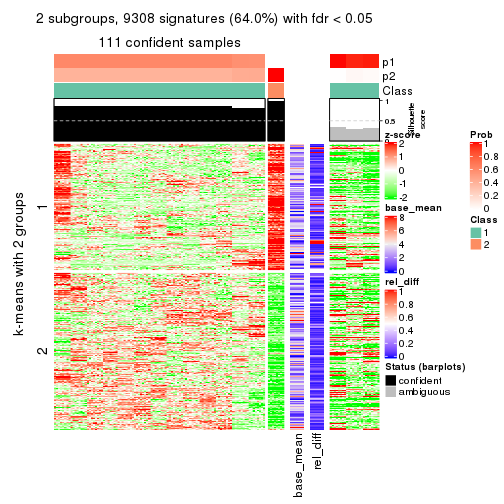 2 subgroups, 9308 signatures (64.0%) with fdr < 0.05
111 confident samples
p1
p2
Class
1
0.5
0
Silhouette
score
k-means with 2 groups
1
2
base_mean
rel_diff
z-score
2
1
0
-1
-2
base_mean
8
6
4
2
0
rel_diff
1
0.8
0.6
0.4
0.2
0
Status (barplots)
confident
ambiguous
Prob
1
0.8
0.6
0.4
0.2
0
Class
1
2